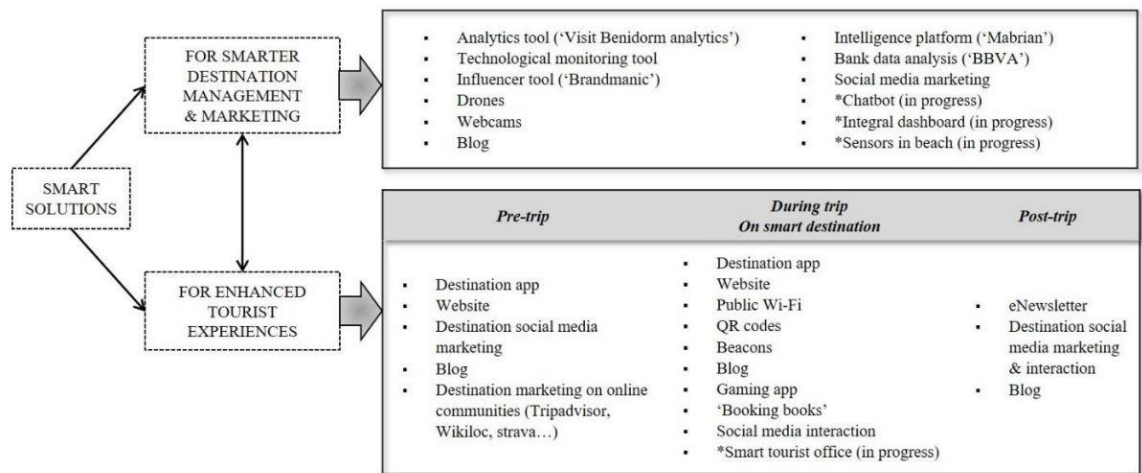 SMART
SOLUTIONS
FOR SMARTER
DESTINATION
MANAGEMENT
& MARKETING
▪ Analytics tool (‘Visit Benidorm analytics’)
▪ Technological monitoring tool
▪ Influencer tool (‘Brandmanic’)
▪ Drones
▪ Webcams
▪ Blog
▪ Intelligence platform (‘Mabrian’)
▪ Bank data analysis (‘BBVA’)
▪ Social media marketing
▪ *Chatbot (in progress)
▪ *Integral dashboard (in progress)
▪ *Sensors in beach (in progress)
FOR ENHANCED
TOURIST
EXPERIENCES
Pre-trip
▪ Destination app
▪ Website
▪ Destination social media
marketing
▪ Blog
▪ Destination marketing on online
communities (Tripadvisor,
Wikiloc, strava…)
During trip
On smart destination
▪ Destination app
▪ Website
▪ Public Wi-Fi
▪ QR codes
▪ Beacons
▪ Blog
▪ Gaming app
▪ ‘Booking books’
▪ Social media interaction
▪ *Smart tourist office (in progress)
Post-trip
▪ eNewsletter
▪ Destination social
media marketing
& interaction
▪ Blog